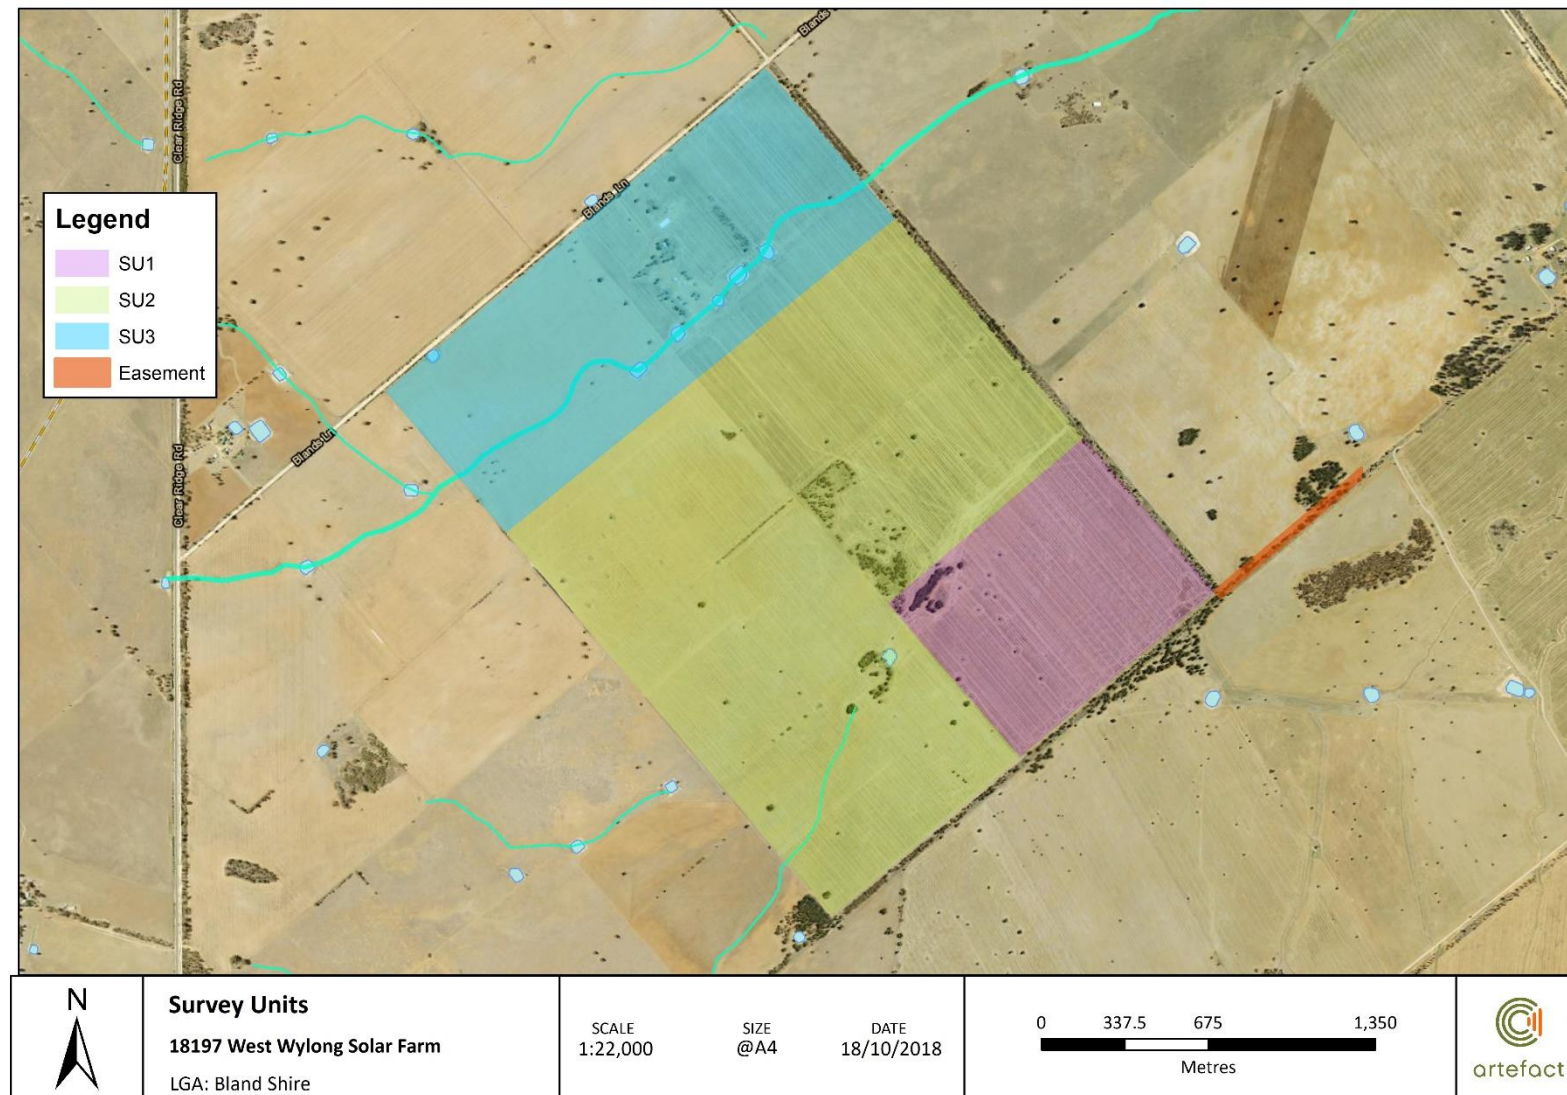 Blands
Clear Ridge Rd
Blands Ln
Legend
SU1
SU2
SU3
Easement
Blands Ln
Clear Ridge Rd
N
Survey Units
18197 West Wylong Solar Farm
LGA: Bland Shire
SCALE
1:22,000
SIZE
@A4
DATE
18/10/2018
0 337.5 675 1,350
Metres
artefact